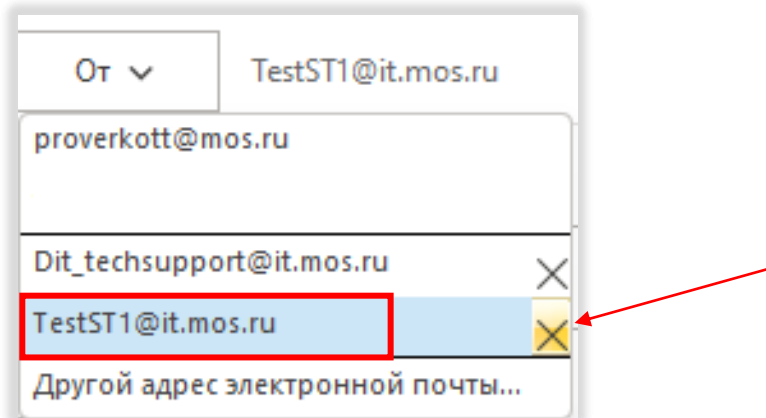 От TestST1@it.mos.ru
proverkott@mos.ru
Dit_techsupport@it.mos.ru
TestST1@it.mos.ru
Другой адрес электронной почты...